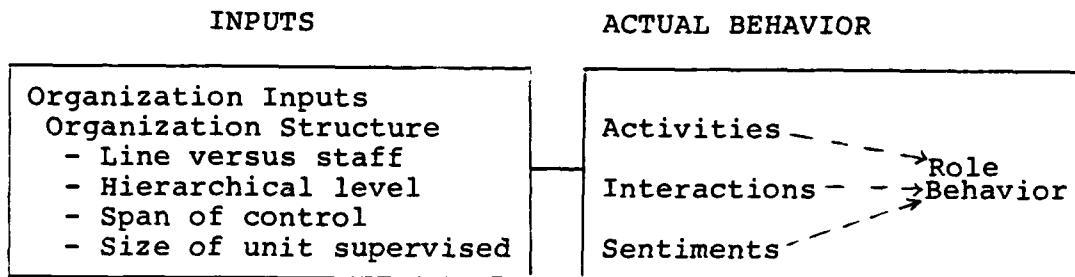 INPUTS
ACTUAL BEHAVIOR
Organization Inputs
Organization Structure
- Line versus staff
- Hierarchical level
- Span of control
- Size of unit supervised
Activities
Interactions
Sentiments
Role
Behavior